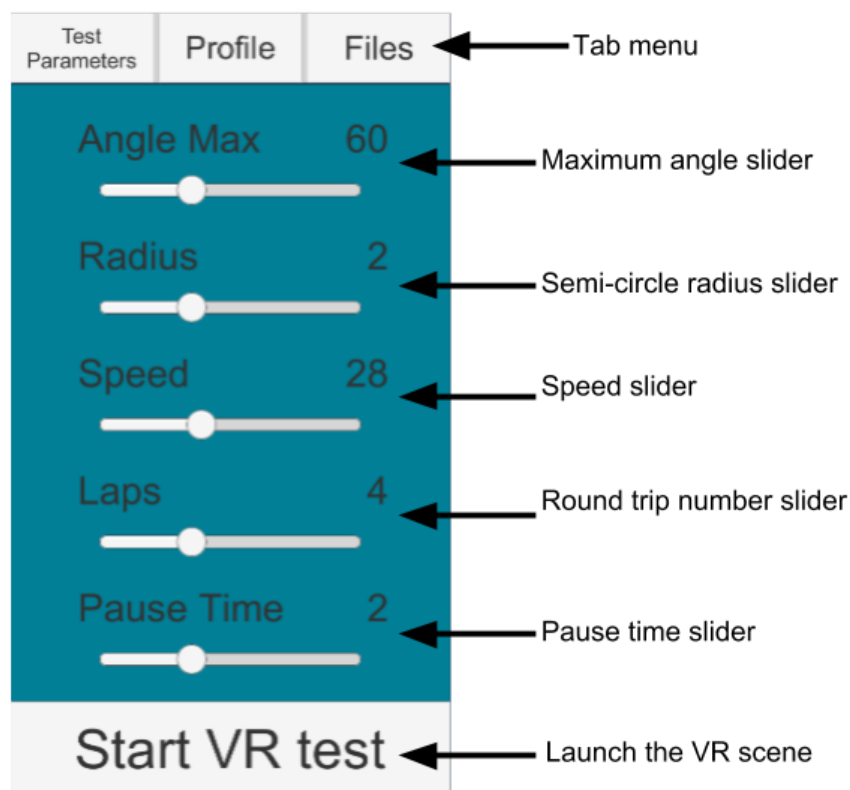 Test
Parameters
Profile
Files
Tab menu
Angle Max 60
Maximum angle slider
Radius 2
Semi-circle radius slider
Speed 28
Speed slider
Laps 4
Round trip number slider
Pause Time 2
Pause time slider
Start VR test
Launch the VR scene